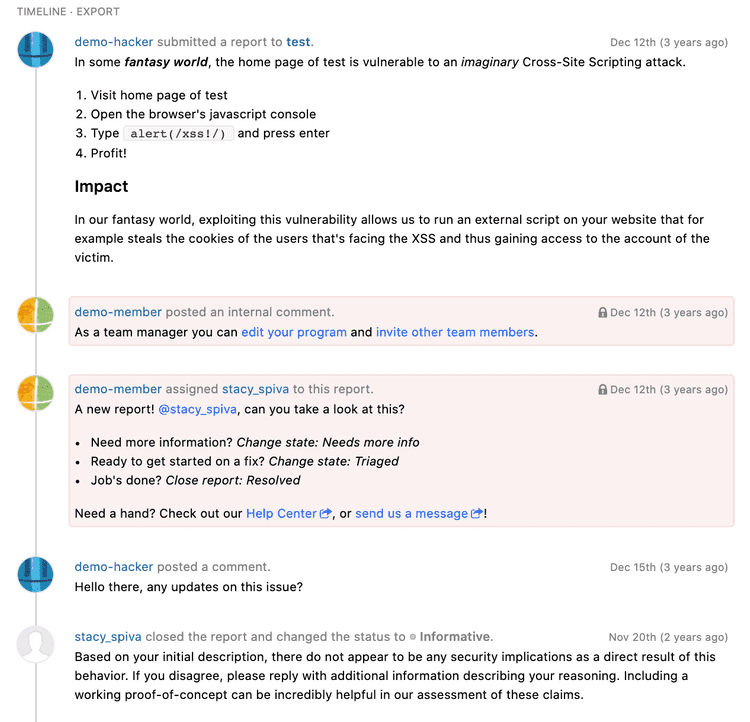 TIMELINE · EXPORT
demo-hacker submitted a report to test.
Dec 12th (3 years ago)
In some fantasy world, the home page of test is vulnerable to an imaginary Cross-Site Scripting attack.
1. Visit home page of test
2. Open the browser's javascript console
3. Type alert(/xss!/) and press enter
4. Profit!
Impact
In our fantasy world, exploiting this vulnerability allows us to run an external script on your website that for
example steals the cookies of the users that's facing the XSS and thus gaining access to the account of the
victim.
demo-member posted an internal comment.
Dec 12th (3 years ago)
As a team manager you can edit your program and invite other team members.
demo-member assigned stacy_spiva to this report.
Dec 12th (3 years ago)
A new report! @stacy_spiva, can you take a look at this?
• Need more information? Change state: Needs more info
• Ready to get started on a fix? Change state: Triaged
• Job's done? Close report: Resolved
Need a hand? Check out our Help Center, or send us a message!
demo-hacker posted a comment.
Dec 15th (3 years ago)
Hello there, any updates on this issue?
stacy_spiva closed the report and changed the status to Informative.
Nov 20th (2 years ago)
Based on your initial description, there do not appear to be any security implications as a direct result of this
behavior. If you disagree, please reply with additional information describing your reasoning. Including a
working proof-of-concept can be incredibly helpful in our assessment of these claims.